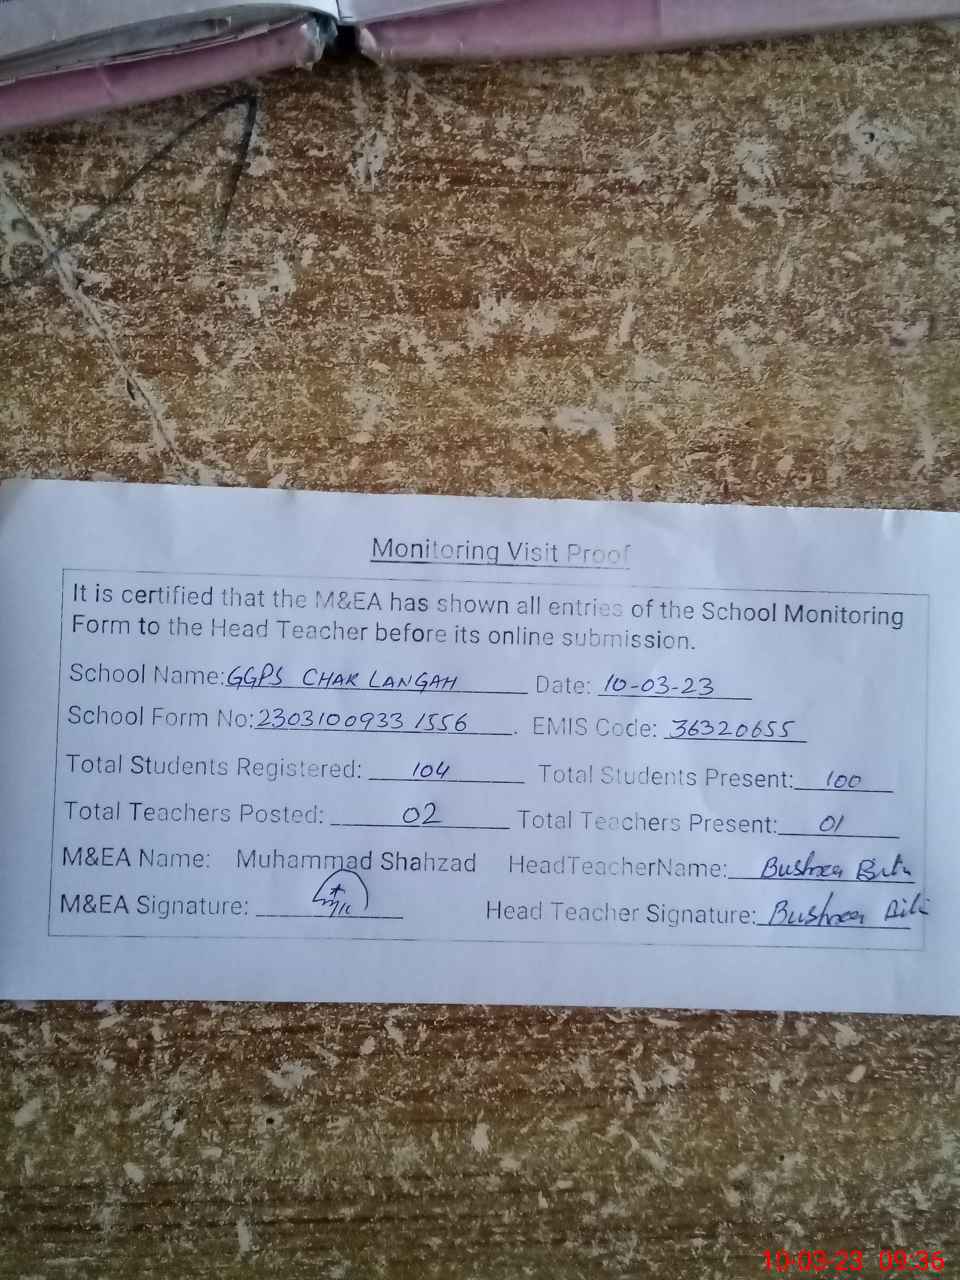 Monitoring Visit Proof
It is certified that the M&EA has shown all entries of the School Monitoring
Form to the Head Teacher before its online submission.
School Name: GGPS CHAK LANGAH Date: 10-03-23
School Form No: 23031009331556. EMIS Code: 36320655
Total Students Registered: 104 Total Students Present: 100
Total Teachers Posted: 02 Total Teachers Present: 01
M&EA Name: Muhammad Shahzad HeadTeacherName: Bushra
M&EA Signature: Head Teacher Signature: Bushra Bibi
10-03-23 09:36